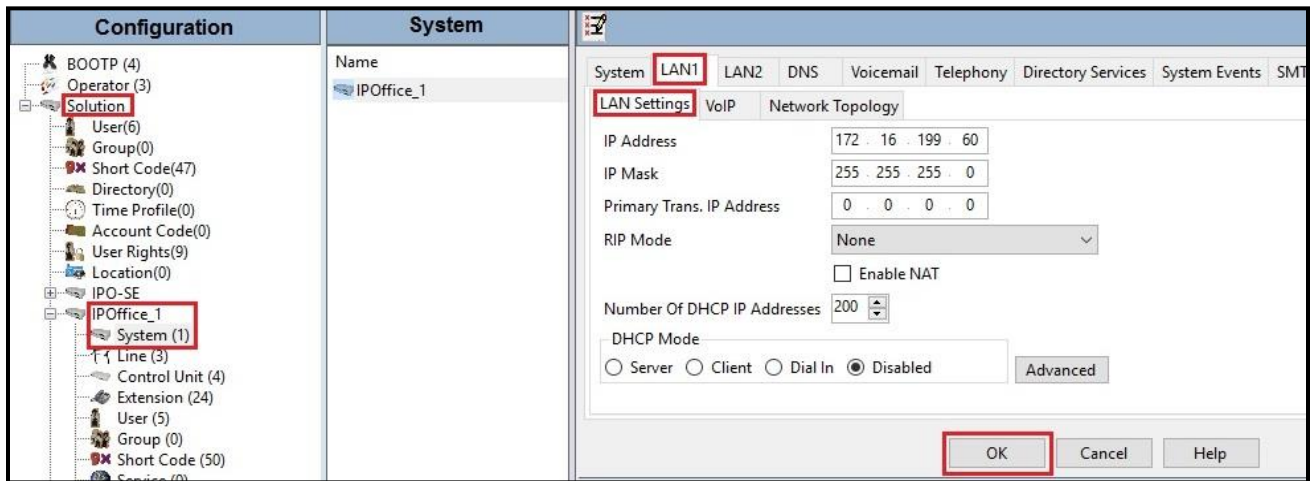 Configuration
BOOTP (4)
Operator (3)
Solution
User(6)
Group(0)
Short Code(47)
Directory(0)
Time Profile(0)
Account Code(0)
User Rights(9)
Location(0)
IPO-SE
IPOffice_1
System (1)
Line (3)
Control Unit (4)
Extension (24)
User (5)
Group (0)
Short Code (50)
Service (0)
System
Name
IPOffice_1
System LAN1 LAN2 DNS Voicemail Telephony Directory Services System Events SMT
LAN Settings VoIP Network Topology
IP Address 172 . 16 . 199 . 60
IP Mask 255 . 255 . 255 . 0
Primary Trans. IP Address 0 . 0 . 0 . 0
RIP Mode None
Enable NAT
Number Of DHCP IP Addresses 200
DHCP Mode
Server Client Dial In Disabled Advanced
OK Cancel Help